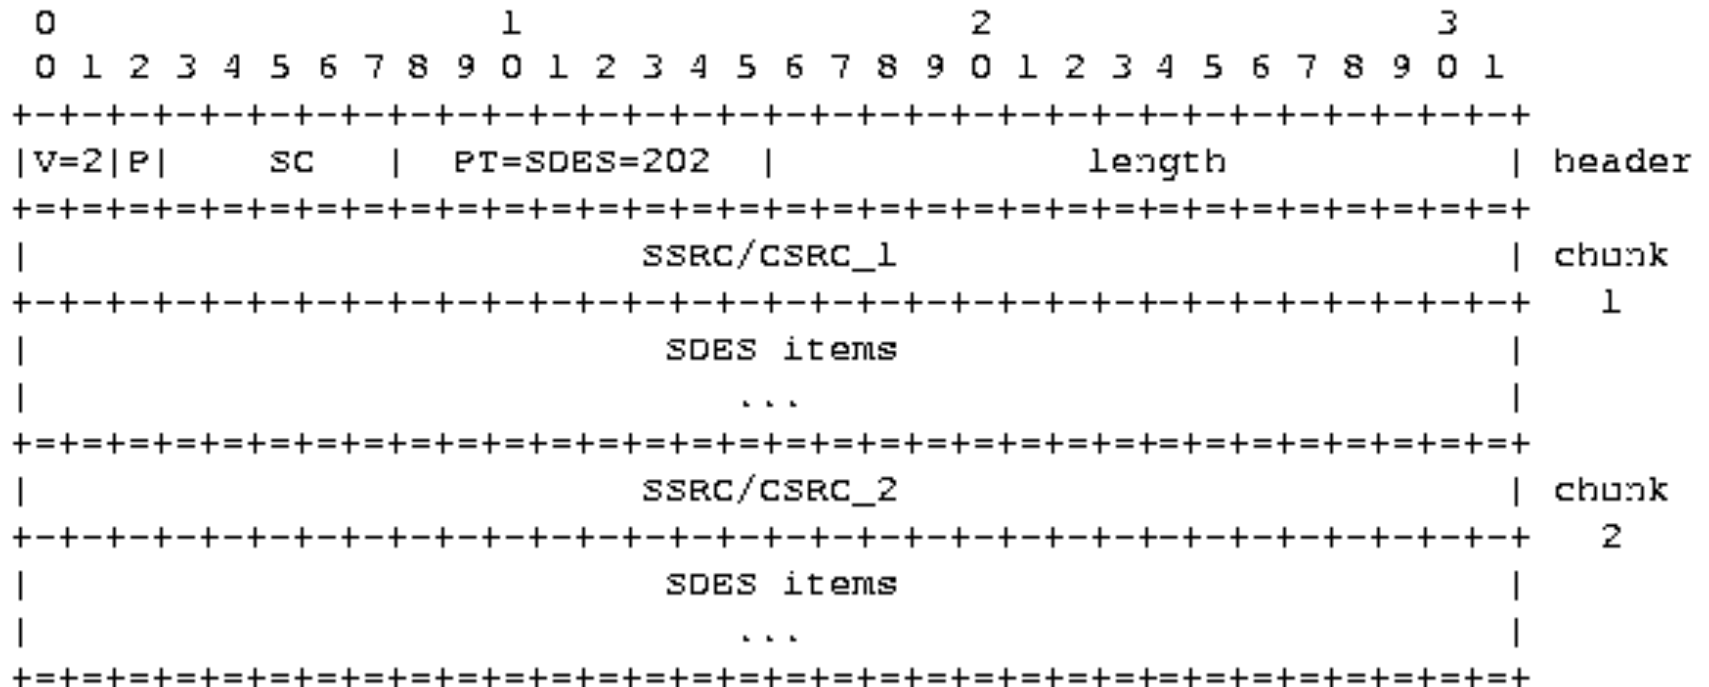 0                   1                   2                   3
 0 1 2 3 4 5 6 7 8 9 0 1 2 3 4 5 6 7 8 9 0 1 2 3 4 5 6 7 8 9 0 1
+-+-+-+-+-+-+-+-+-+-+-+-+-+-+-+-+-+-+-+-+-+-+-+-+-+-+-+-+-+-+-+-+
|V=2|P|    SC   |  PT=SDES=202  |             length            | header
+=+=+=+=+=+=+=+=+=+=+=+=+=+=+=+=+=+=+=+=+=+=+=+=+=+=+=+=+=+=+=+=+
|                          SSRC/CSRC_1                          | chunk
+-+-+-+-+-+-+-+-+-+-+-+-+-+-+-+-+-+-+-+-+-+-+-+-+-+-+-+-+-+-+-+-+   1
|                           SDES items                          |
|                              ...                              |
+=+=+=+=+=+=+=+=+=+=+=+=+=+=+=+=+=+=+=+=+=+=+=+=+=+=+=+=+=+=+=+=+
|                          SSRC/CSRC_2                          | chunk
+-+-+-+-+-+-+-+-+-+-+-+-+-+-+-+-+-+-+-+-+-+-+-+-+-+-+-+-+-+-+-+-+   2
|                           SDES items                          |
|                              ...                              |
+=+=+=+=+=+=+=+=+=+=+=+=+=+=+=+=+=+=+=+=+=+=+=+=+=+=+=+=+=+=+=+=+